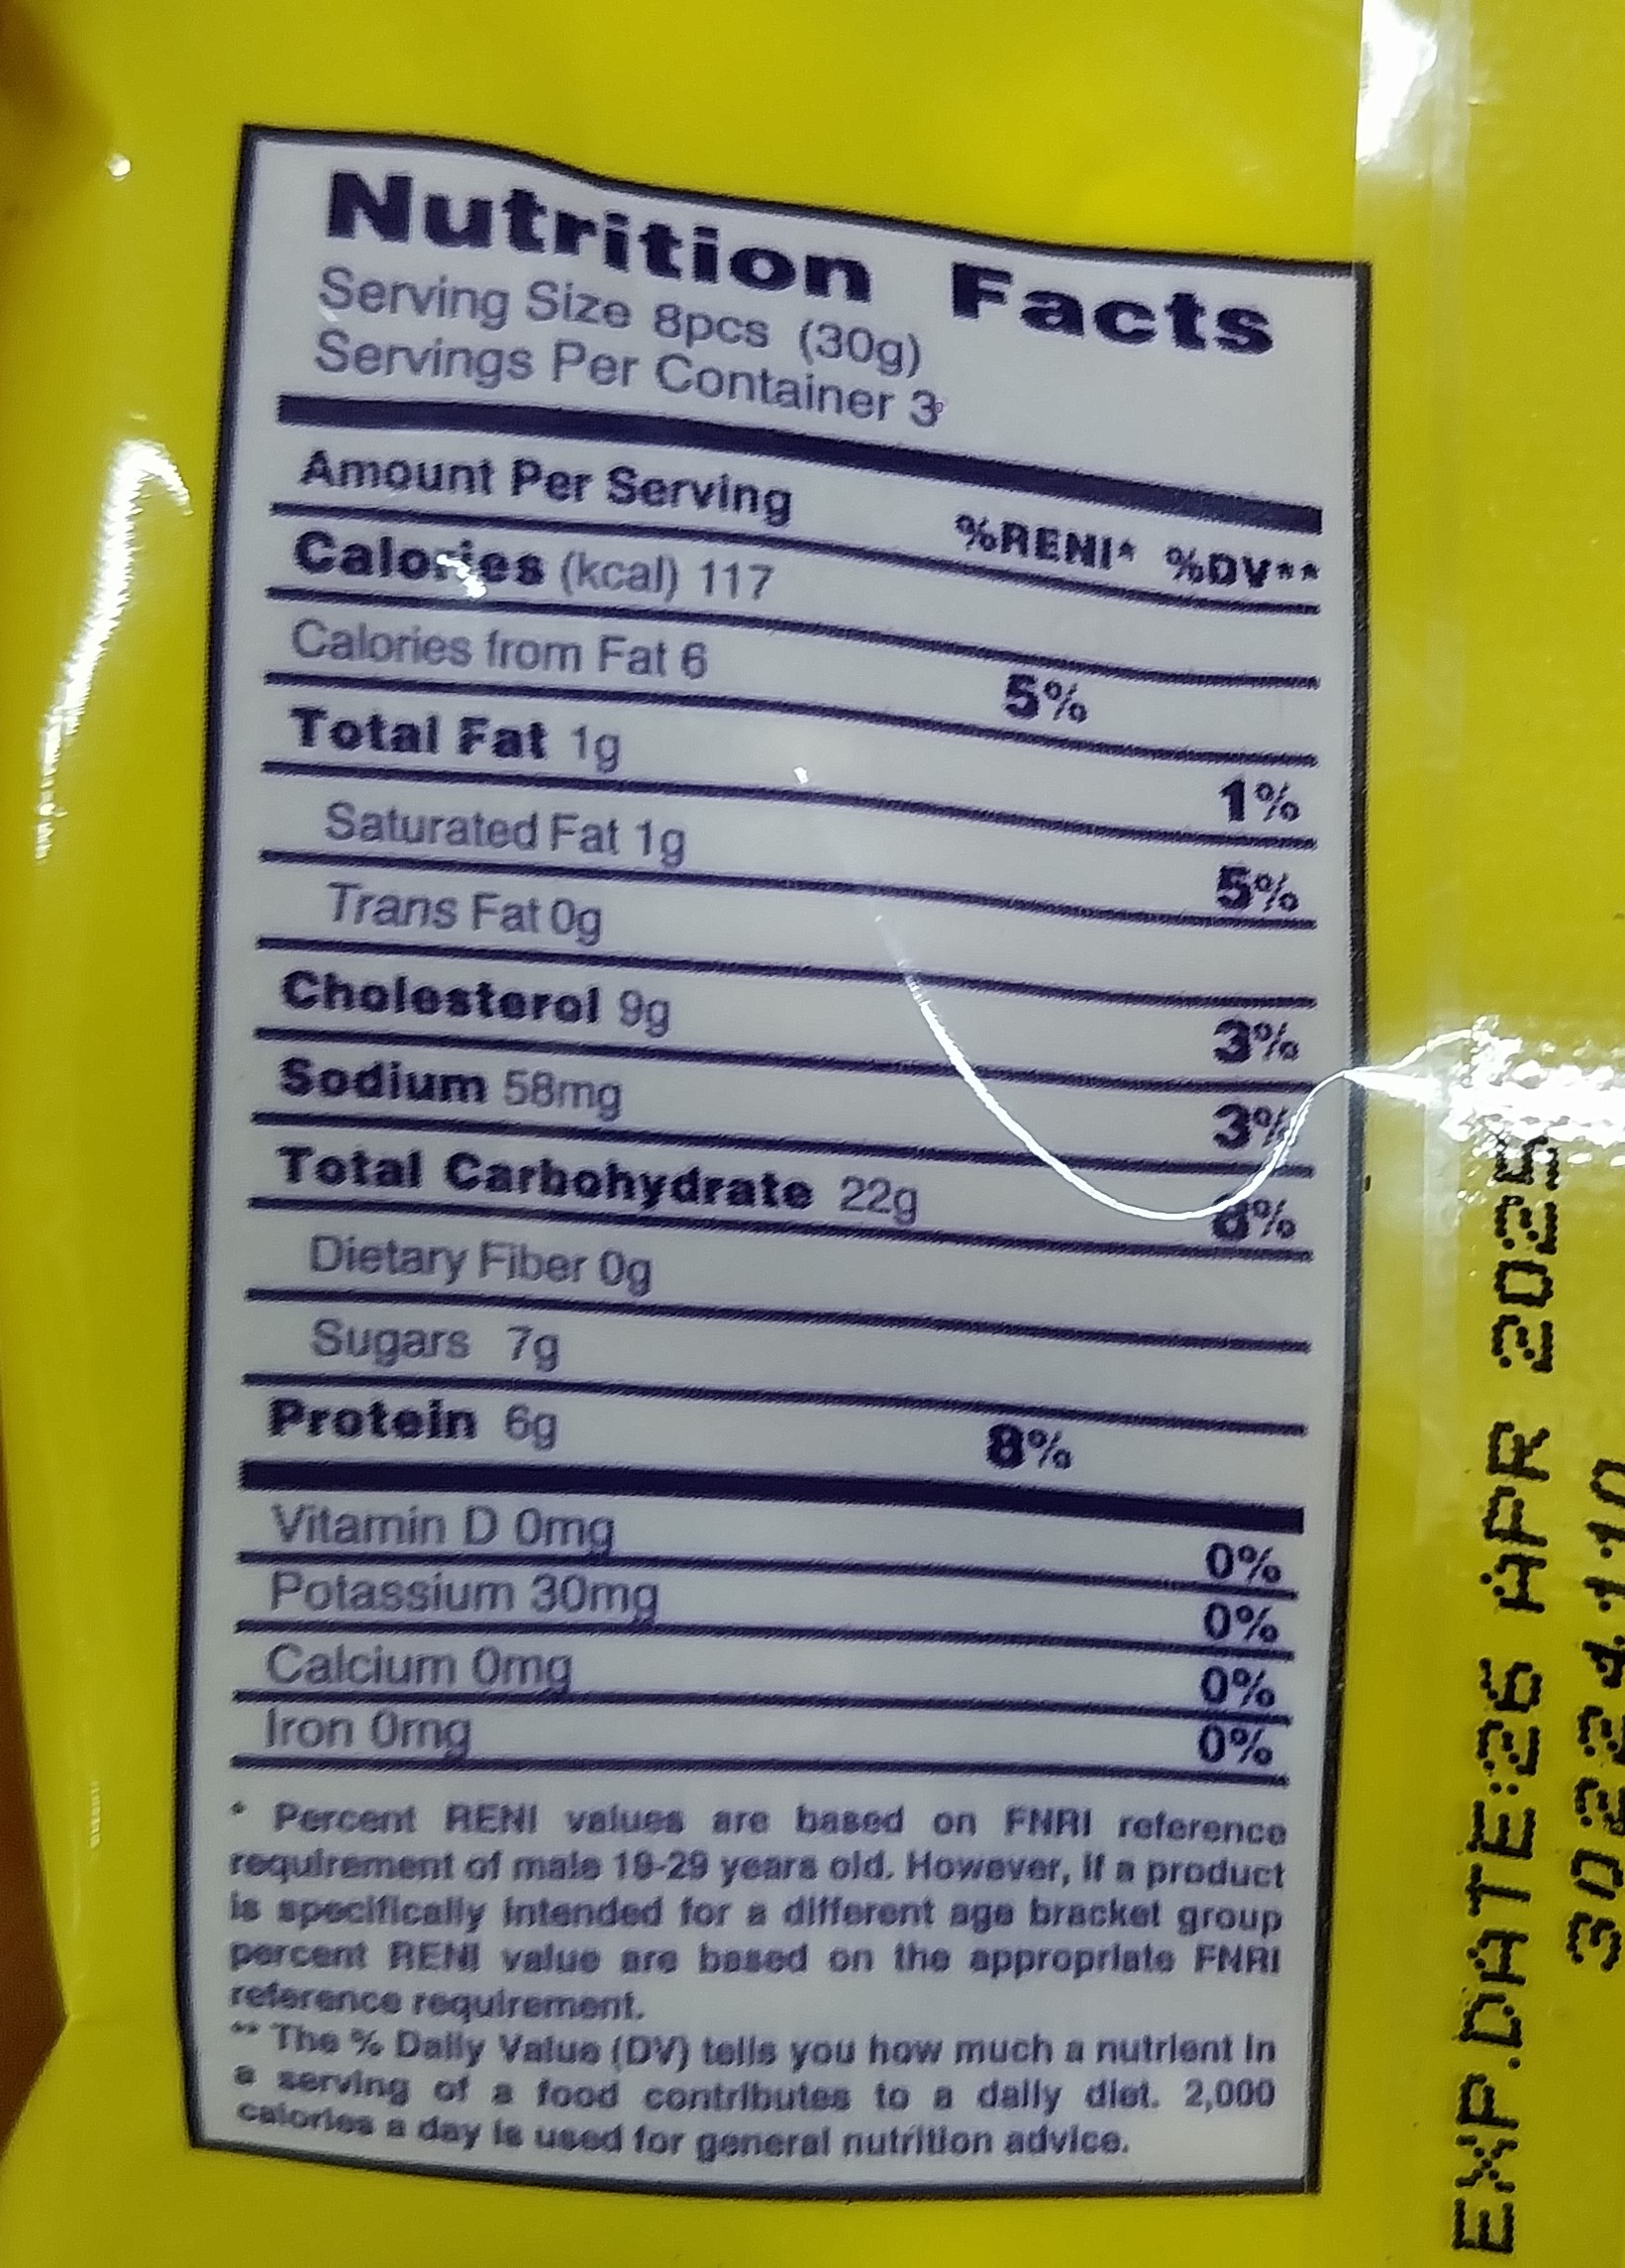 Nutrition Facts
Serving Size 8pcs (30g)
Servings Per Container 3
Amount Per Serving %RENI* %DV**
Calories (kcal) 117 5%
Calories from Fat 6
Total Fat 1g 1%
Saturated Fat 1g 5%
Trans Fat 0g
Cholesterol 9g 3%
Sodium 58mg 3%
Total Carbohydrate 22g 8%
Dietary Fiber 0g
Sugars 7g
Protein 6g 8%
Vitamin D 0mg 0%
Potassium 30mg 0%
Calcium 0mg 0%
Iron 0mg 0%
* Percent RENI values are based on FNRI reference
requirement of male 19-29 years old. However, if a product
is specifically intended for a different age bracket group
percent RENI value are based on the appropriate FNRI
reference requirement.
** The % Daily Value (DV) tells you how much a nutrient in
a serving of a food contributes to a daily diet. 2,000
calories a day is used for general nutrition advice.
EXP.DATE:26 APR 2025